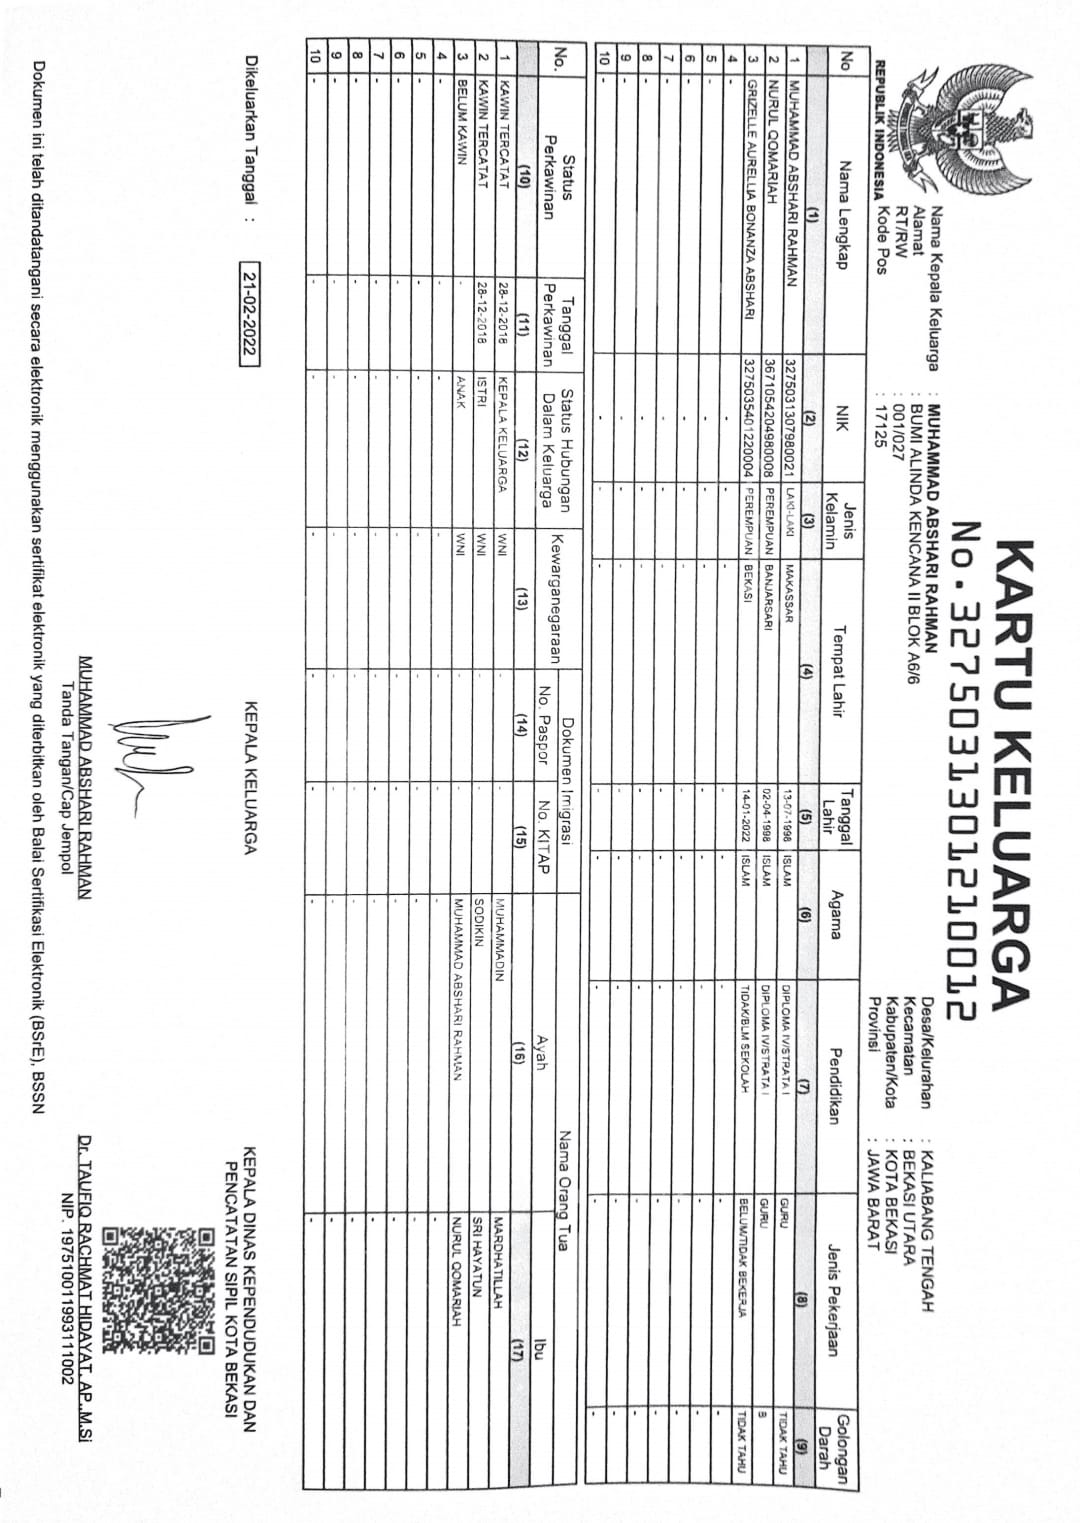 KARTU KELUARGA
No. 3275031301210012
REPUBLIK INDONESIA
Nama Kepala Keluarga : MUHAMMAD ABSHARI RAHMAN
Alamat : BUMI ALINDA KENCANA II BLOK A6/6
RT/RW : 001/027
Kode Pos : 17125
Desa/Kelurahan : KALIABANG TENGAH
Kecamatan : BEKASI UTARA
Kabupaten/Kota : KOTA BEKASI
Provinsi : JAWA BARAT
No Nama Lengkap NIK Jenis Kelamin Tempat Lahir Tanggal Lahir Agama Pendidikan Jenis Pekerjaan Golongan Darah
(1) (2) (3) (4) (5) (6) (7) (8) (9)
1 MUHAMMAD ABSHARI RAHMAN 3275031307980021 LAKI-LAKI MAKASSAR 13-07-1998 ISLAM DIPLOMA IV/STRATA I GURU TIDAK TAHU
2 NURUL QOMARIAH 3671054204980008 PEREMPUAN BANJARSARI 02-04-1998 ISLAM DIPLOMA IV/STRATA I GURU B
3 GRIZELLE AURELLIA BONANZA ABSHARI 3275035401220004 PEREMPUAN BEKASI 14-01-2022 ISLAM TIDAK/BLM SEKOLAH BELUM/TIDAK BEKERJA TIDAK TAHU
4 - - - - - - - - -
5 - - - - - - - - -
6 - - - - - - - - -
7 - - - - - - - - -
8 - - - - - - - - -
9 - - - - - - - - -
10 - - - - - - - - -
No. Status Perkawinan Tanggal Perkawinan Status Hubungan Dalam Keluarga Kewarganegaraan Dokumen Imigrasi Nama Orang Tua
No. Paspor No. KITAP Ayah Ibu
(10) (11) (12) (13) (14) (15) (16) (17)
1 KAWIN TERCATAT 28-12-2018 KEPALA KELUARGA WNI - - MUHAMMADIN MARDHATILLAH
2 KAWIN TERCATAT 28-12-2018 ISTRI WNI - - SODIKIN SRI HAYATUN
3 BELUM KAWIN - ANAK WNI - - MUHAMMAD ABSHARI RAHMAN NURUL QOMARIAH
4 - - - - - - - -
5 - - - - - - - -
6 - - - - - - - -
7 - - - - - - - -
8 - - - - - - - -
9 - - - - - - - -
10 - - - - - - - -
Dikeluarkan Tanggal : 21-02-2022
KEPALA KELUARGA
MUHAMMAD ABSHARI RAHMAN
Tanda Tangan/Cap Jempol
KEPALA DINAS KEPENDUDUKAN DAN
PENCATATAN SIPIL KOTA BEKASI
Dr. TAUFIQ RACHMAT HIDAYAT, AP.,M.Si
NIP. 197510011993111002
Dokumen ini telah ditandatangani secara elektronik menggunakan sertifikat elektronik yang diterbitkan oleh Balai Sertifikasi Elektronik (BSrE), BSSN